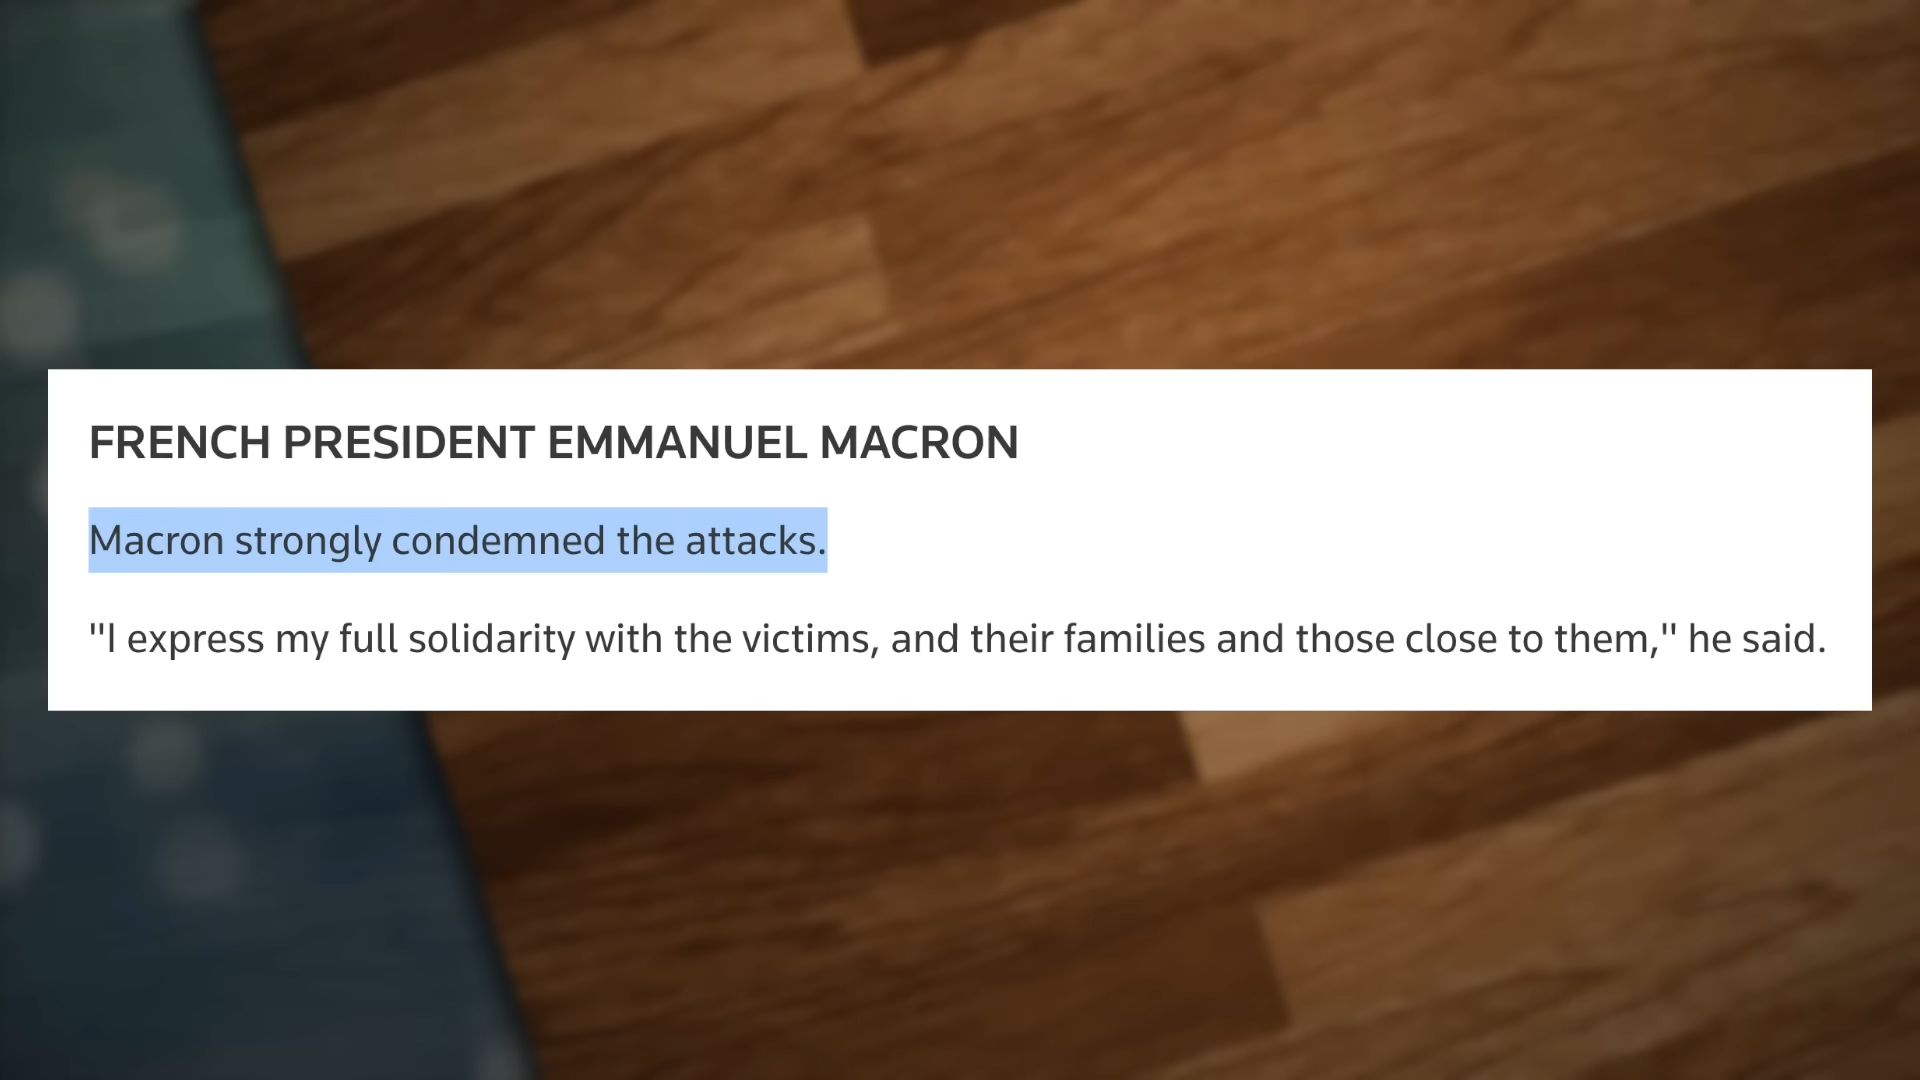 FRENCH PRESIDENT EMMANUEL MACRON
Macron strongly condemned the attacks.
"I express my full solidarity with the victims, and their families and those close to them," he said.